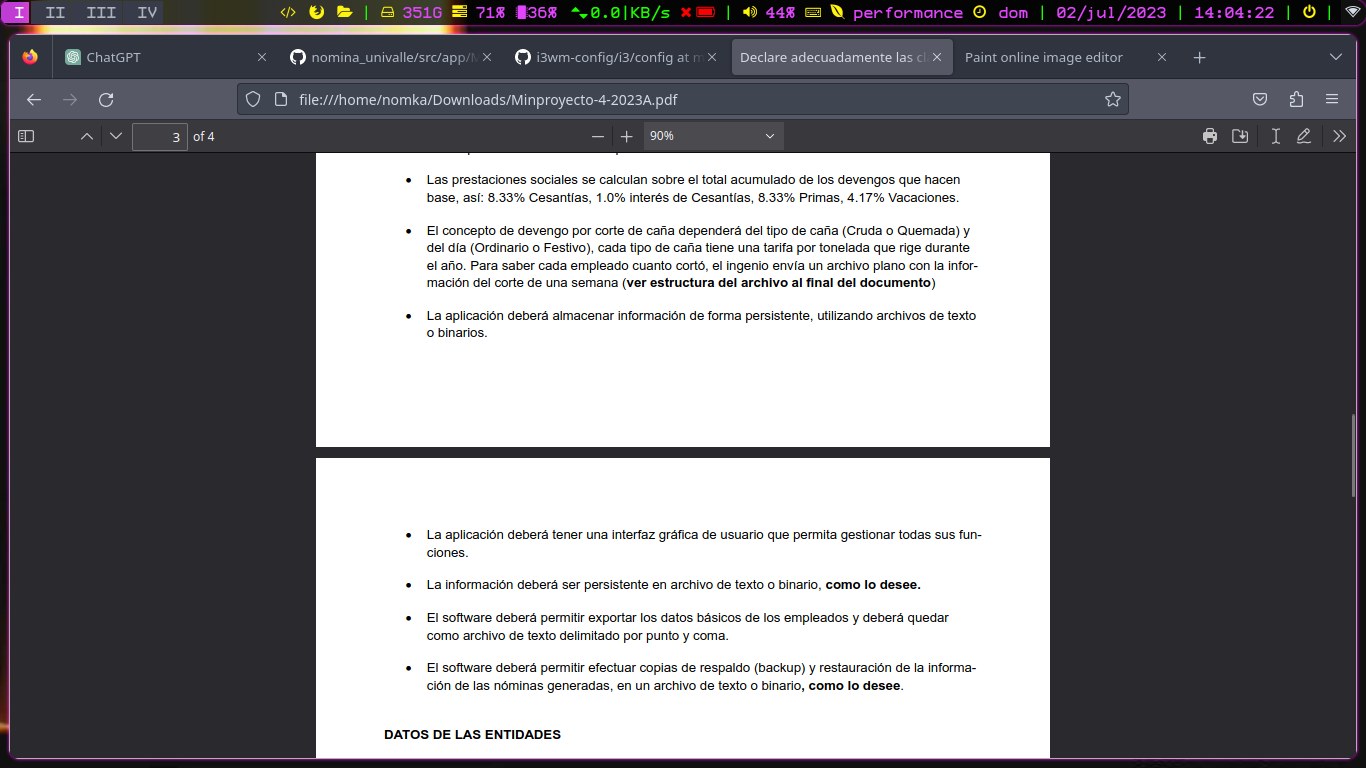 I II III IV </> | 351G 71% 36% 0.0|KB/s | 44% performance dom | 02/jul/2023 | 14:04:22 | |
ChatGPT nomina_univalle/src/app/ i3wm-config/i3/config at m Declare adecuadamente las cl Paint online image editor
file:///home/nomka/Downloads/Minproyecto-4-2023A.pdf
3 of 4 90%
Las prestaciones sociales se calculan sobre el total acumulado de los devengos que hacen
base, así: 8.33% Cesantías, 1.0% interés de Cesantías, 8.33% Primas, 4.17% Vacaciones.
El concepto de devengo por corte de caña dependerá del tipo de caña (Cruda o Quemada) y
del día (Ordinario o Festivo), cada tipo de caña tiene una tarifa por tonelada que rige durante
el año. Para saber cada empleado cuanto cortó, el ingenio envía un archivo plano con la infor-
mación del corte de una semana (ver estructura del archivo al final del documento)
La aplicación deberá almacenar información de forma persistente, utilizando archivos de texto
o binarios.
La aplicación deberá tener una interfaz gráfica de usuario que permita gestionar todas sus fun-
ciones.
La información deberá ser persistente en archivo de texto o binario, como lo desee.
El software deberá permitir exportar los datos básicos de los empleados y deberá quedar
como archivo de texto delimitado por punto y coma.
El software deberá permitir efectuar copias de respaldo (backup) y restauración de la informa-
ción de las nóminas generadas, en un archivo de texto o binario, como lo desee.
DATOS DE LAS ENTIDADES